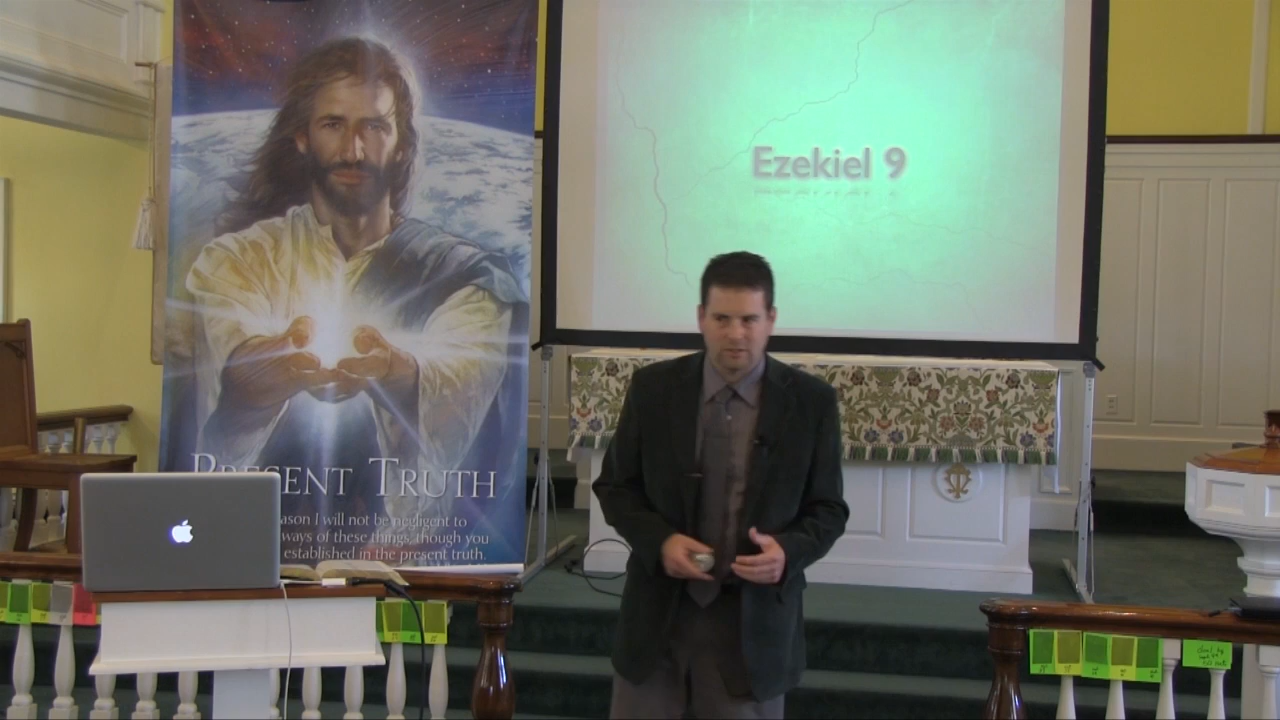 Ezekiel 9
PRESENT TRUTH
ason I will not be negligent to
ways of these things, though you
established in the present truth.